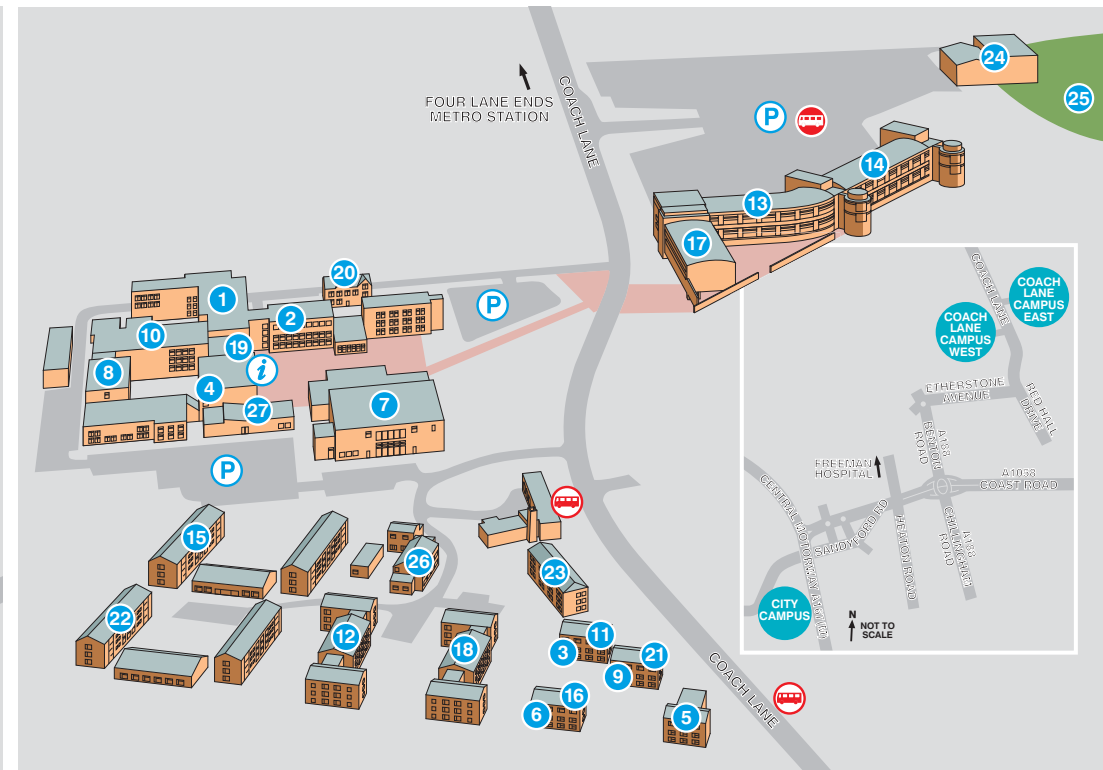 24
25
COACH LANE
FOUR LANE ENDS
METRO STATION
P
14
13
17
20
1
2
P
10
19
i
8
4
27
7
P
COACH LANE
COACH
LANE
CAMPUS
EAST
COACH
LANE
CAMPUS
WEST
ETHERSTONE
AVENUE
RED HALL
DRIVE
A188
BENTON
ROAD
FREEMAN
HOSPITAL
A1058
COAST ROAD
CENTRAL MOTORWAY A167(M)
SANDYFORD RD
HEATON ROAD
CHILLINGHAM
ROAD
A188
CITY
CAMPUS
N
NOT TO
SCALE
15
26
23
22
12
18
11
3
21
9
16
6
5
COACH LANE